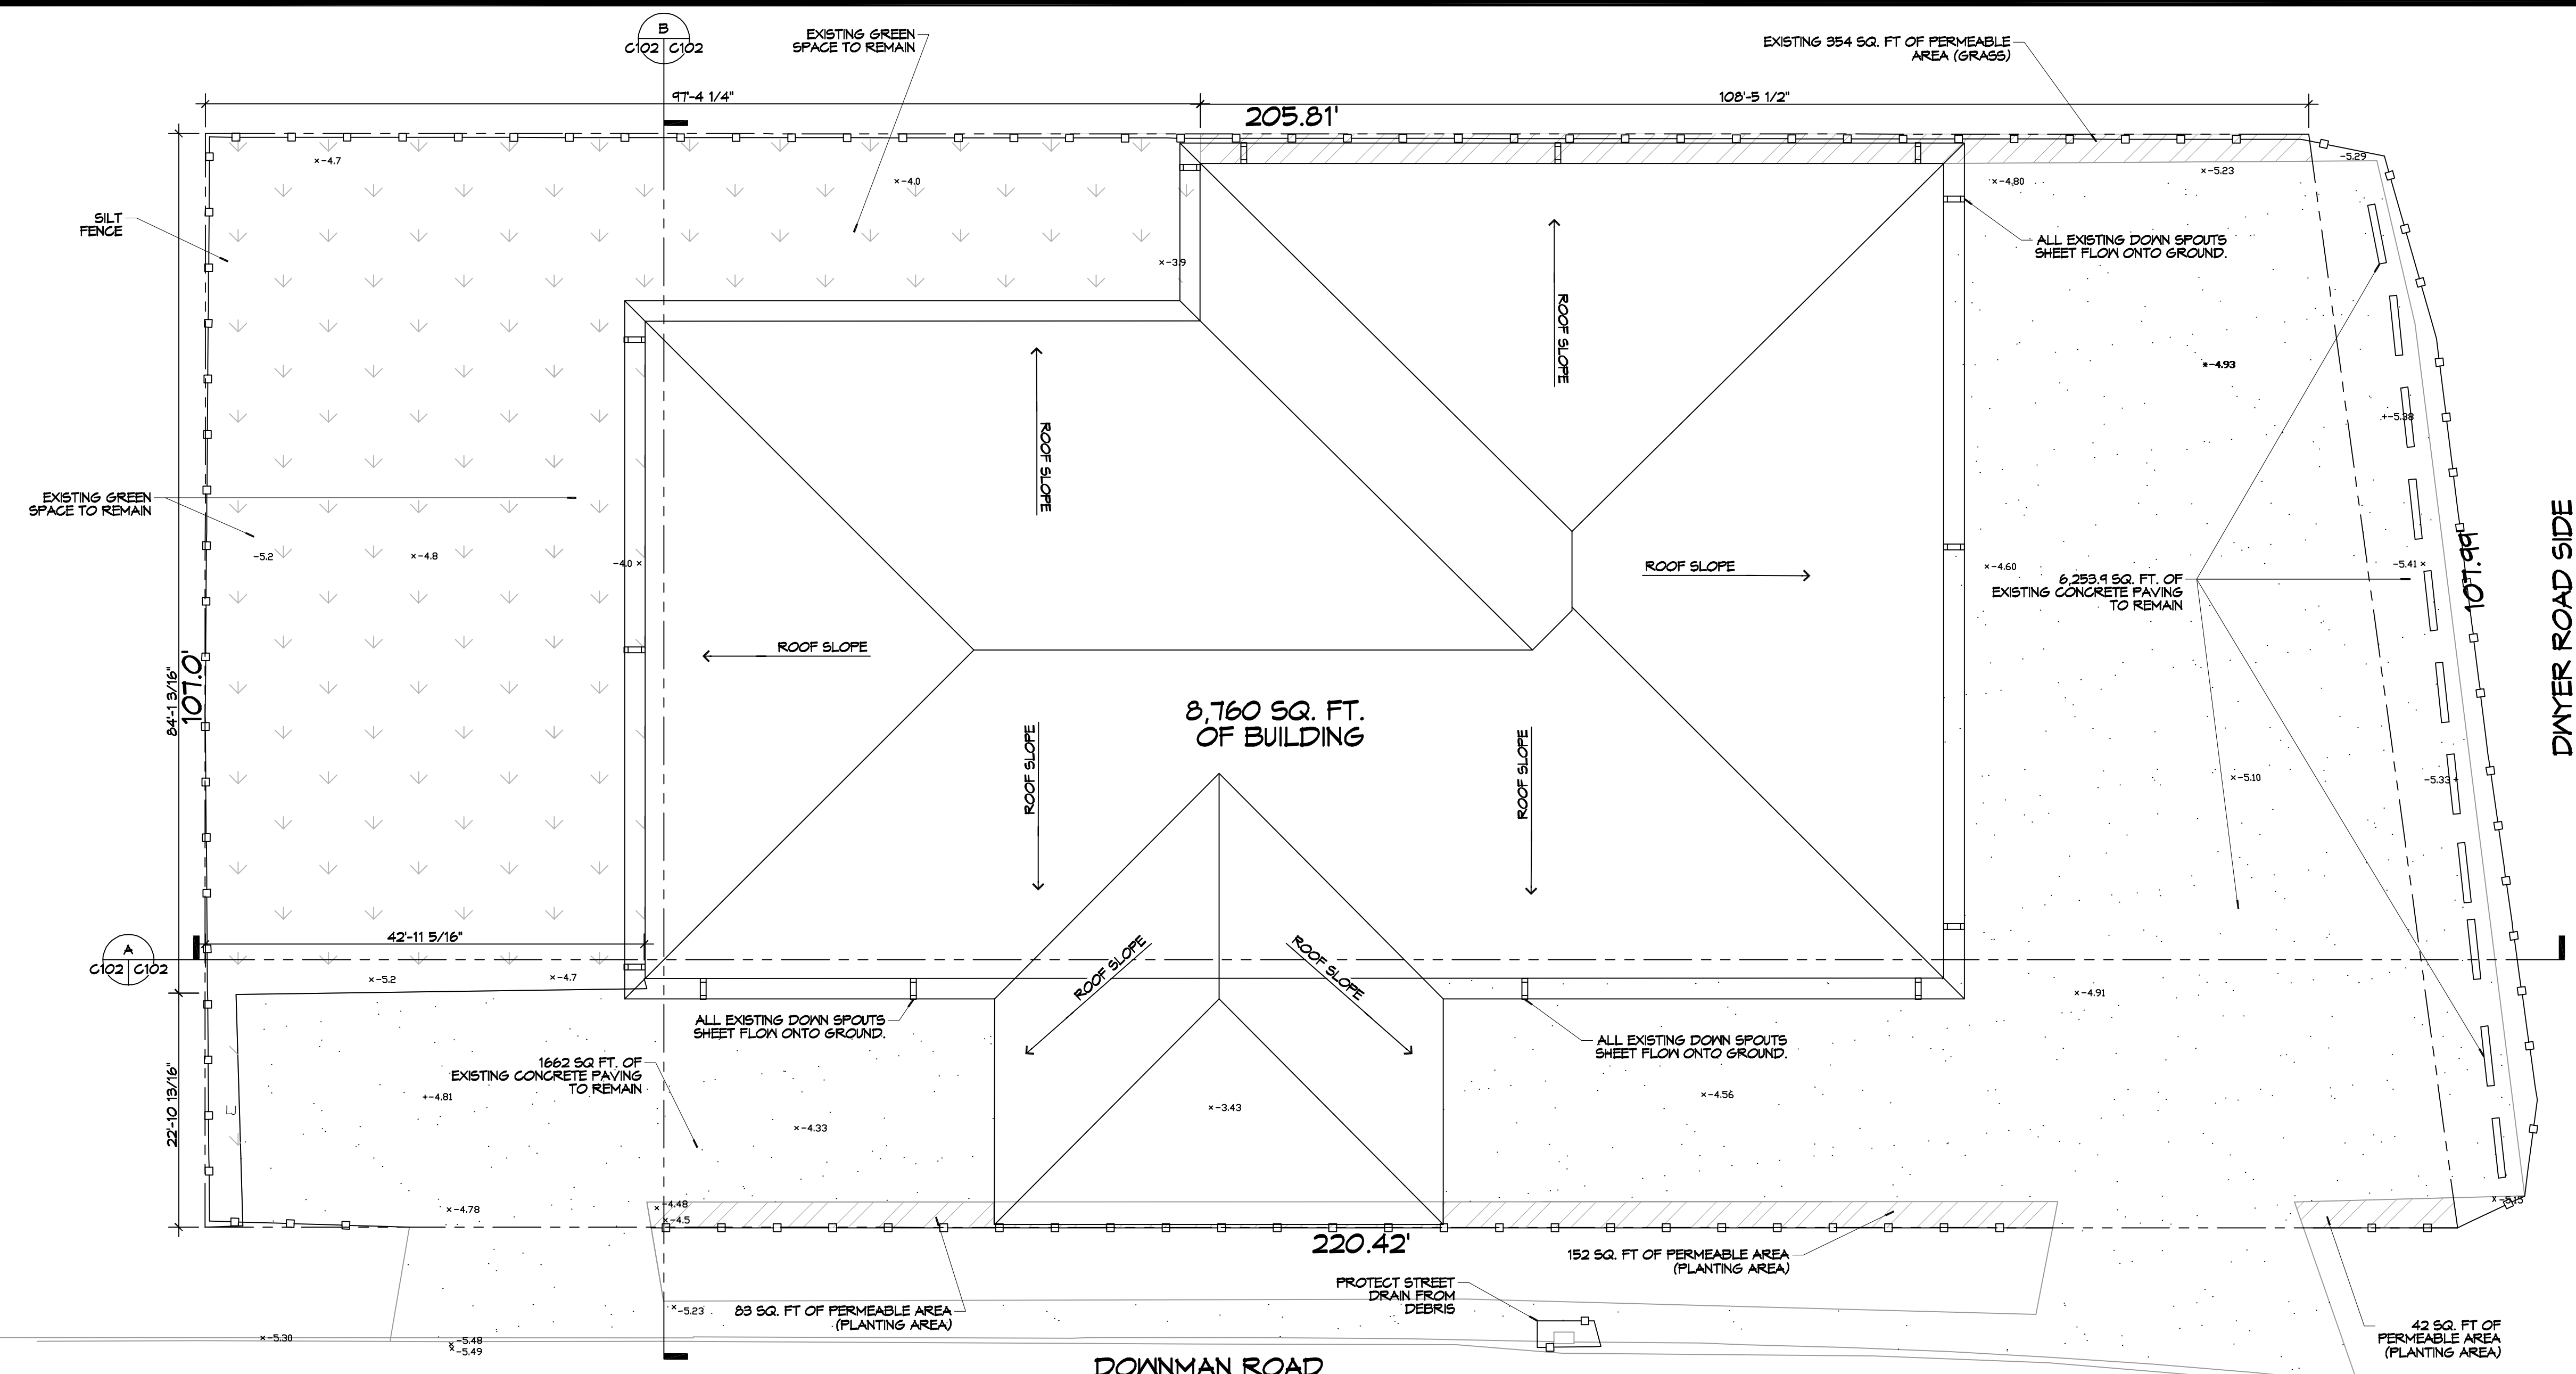 B
C102 C102
EXISTING GREEN
SPACE TO REMAIN
EXISTING 354 SQ. FT OF PERMEABLE
AREA (GRASS)
97'-4 1/4"
108'-5 1/2"
205.81'
×-4.7
×-4.0
-5.29
×-5.23
×-4.80
SILT
FENCE
ALL EXISTING DOWN SPOUTS
SHEET FLOW ONTO GROUND.
×-3.9
ROOF SLOPE
×-4.93
+-5.38
ROOF SLOPE
EXISTING GREEN
SPACE TO REMAIN
-5.2
×-4.8
-4.0 ×
ROOF SLOPE
×-4.60
-5.41 ×
6,253.9 SQ. FT. OF
EXISTING CONCRETE PAVING
TO REMAIN
107.99'
DWYER ROAD SIDE
ROOF SLOPE
84'-1 3/16"
107.0'
8,760 SQ. FT.
OF BUILDING
ROOF SLOPE
ROOF SLOPE
×-5.10
-5.33 +
42'-11 5/16"
A
C102 C102
×-5.2
×-4.7
ROOF SLOPE
ROOF SLOPE
×-4.91
ALL EXISTING DOWN SPOUTS
SHEET FLOW ONTO GROUND.
ALL EXISTING DOWN SPOUTS
SHEET FLOW ONTO GROUND.
1662 SQ FT. OF
EXISTING CONCRETE PAVING
TO REMAIN
22'-10 13/16"
+-4.81
×-4.33
×-3.43
×-4.56
×-4.78
×-4.48
×-4.5
×-5.15
220.42'
152 SQ. FT OF PERMEABLE AREA
(PLANTING AREA)
PROTECT STREET
DRAIN FROM
DEBRIS
×-5.23
83 SQ. FT OF PERMEABLE AREA
(PLANTING AREA)
42 SQ. FT OF
PERMEABLE AREA
(PLANTING AREA)
×-5.30
×-5.48
×-5.49
DOWNMAN ROAD